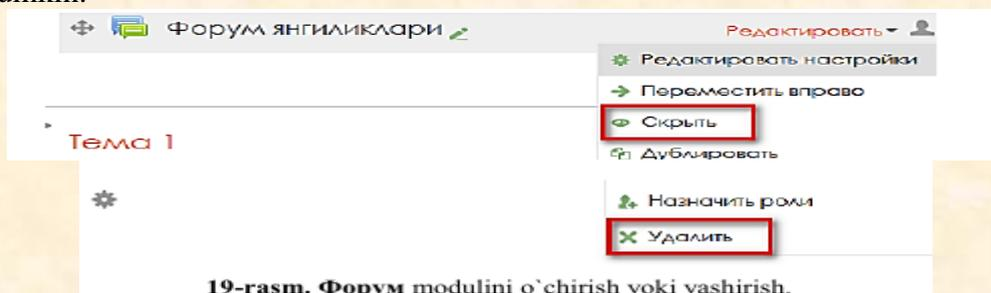 Форум янгиликлари Редактировать
Редактировать настройки
Переместить вправо
Скрыть
Тема 1
Дублировать
Назначить роли
Удалить
19-rasm. Форум modulini o`chirish yoki yashirish.